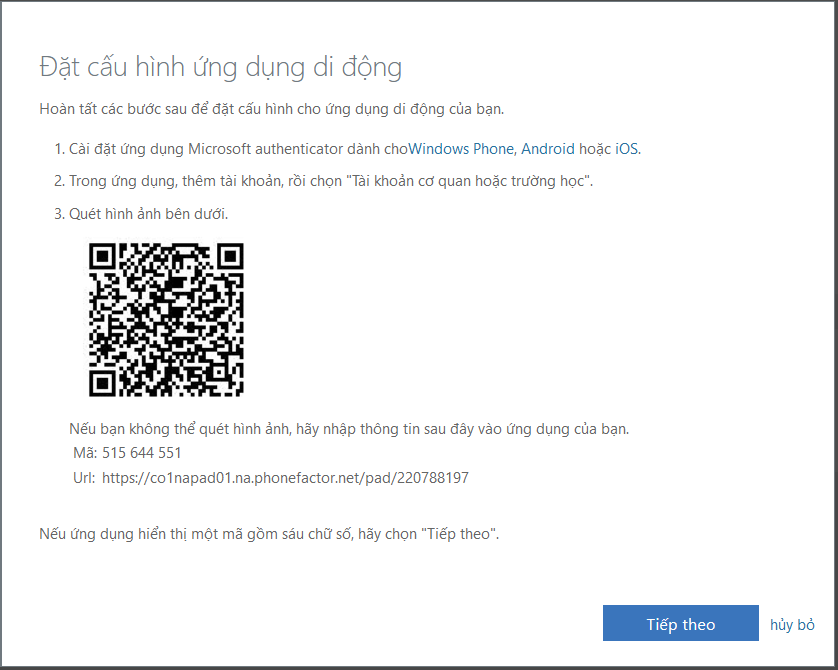 Đặt cấu hình ứng dụng di động
Hoàn tất các bước sau để đặt cấu hình cho ứng dụng di động của bạn.
1. Cài đặt ứng dụng Microsoft authenticator dành choWindows Phone, Android hoặc iOS.
2. Trong ứng dụng, thêm tài khoản, rồi chọn "Tài khoản cơ quan hoặc trường học".
3. Quét hình ảnh bên dưới.
Nếu bạn không thể quét hình ảnh, hãy nhập thông tin sau đây vào ứng dụng của bạn.
Mã: 515 644 551
Url: https://co1napad01.na.phonefactor.net/pad/220788197
Nếu ứng dụng hiển thị một mã gồm sáu chữ số, hãy chọn "Tiếp theo".
Tiếp theo hủy bỏ